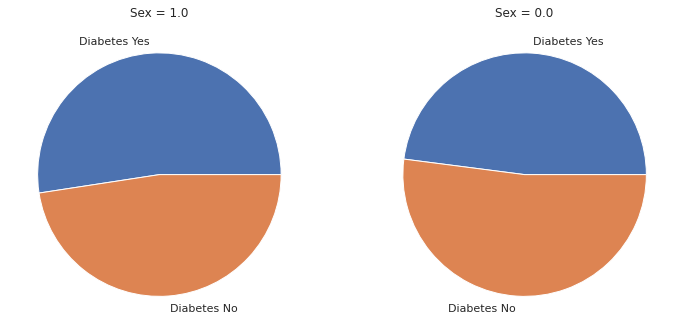 Sex = 1.0
Diabetes Yes
Diabetes No
Sex = 0.0
Diabetes Yes
Diabetes No